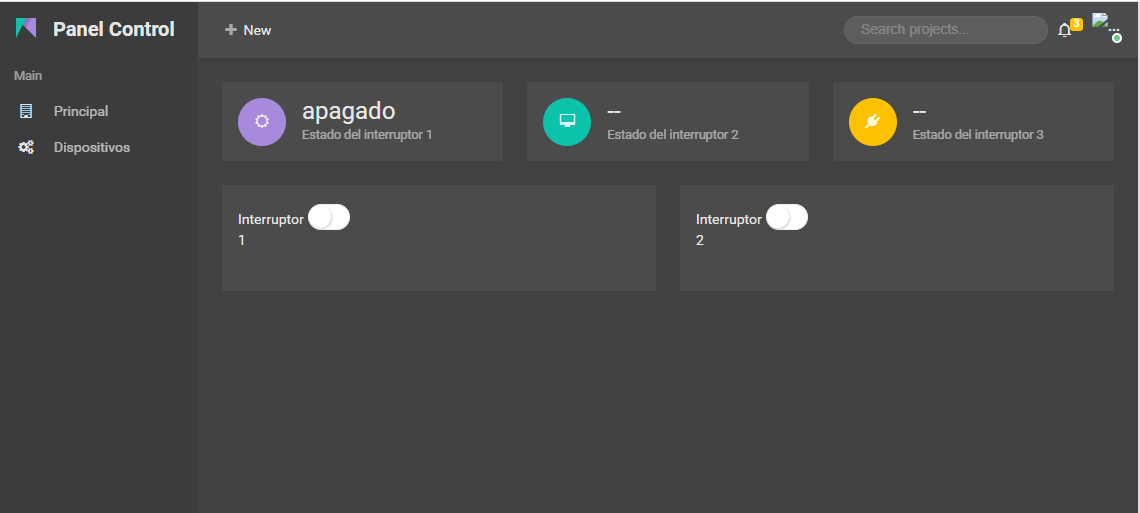 Panel Control
New
Search projects...
3
...
Main
Principal
Dispositivos
apagado
Estado del interruptor 1
--
Estado del interruptor 2
--
Estado del interruptor 3
Interruptor
1
Interruptor
2